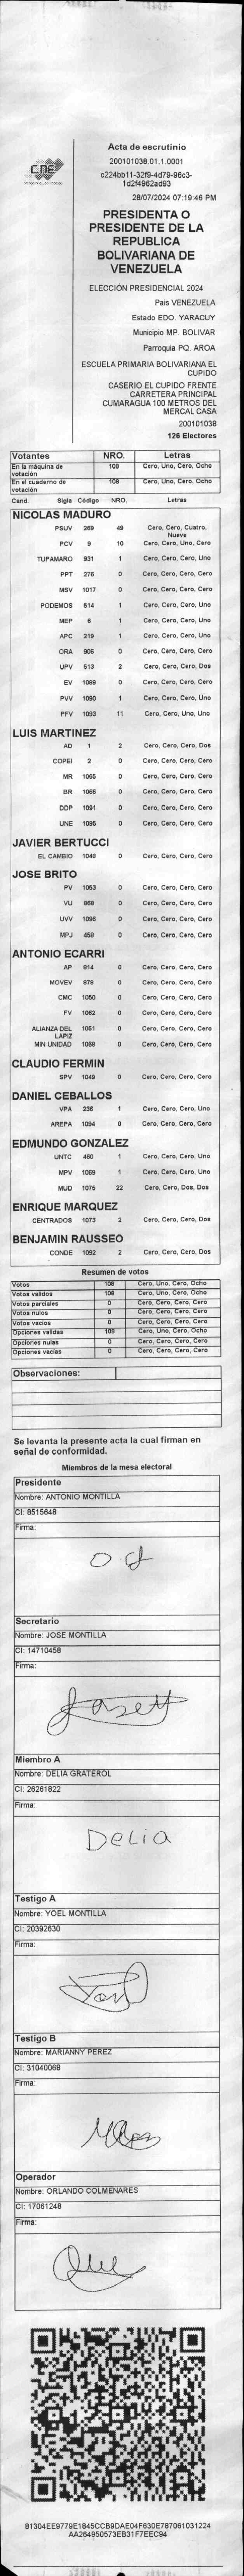 CNE
Acta de escrutinio
200101038.01.1.0001
c224bb11-32f9-4d79-96c3-
1d2f4962ad93
28/07/2024 07:19:46 PM
PRESIDENTA O
PRESIDENTE DE LA
REPUBLICA
BOLIVARIANA DE
VENEZUELA
ELECCIÓN PRESIDENCIAL 2024
Pais VENEZUELA
Estado EDO. YARACUY
Municipio MP. BOLIVAR
Parroquia PQ. AROA
ESCUELA PRIMARIA BOLIVARIANA EL
CUPIDO
CASERIO EL CUPIDO FRENTE
CARRETERA PRINCIPAL
CUMARAGUA 100 METROS DEL
MERCAL CASA
200101038
126 Electores
Votantes NRO. Letras
En la máquina de votación 108 Cero, Uno, Cero, Ocho
En el cuaderno de votación 108 Cero, Uno, Cero, Ocho
Cand. Sigla Código NRO. Letras
NICOLAS MADURO
PSUV 269 49 Cero, Cero, Cuatro, Nueve
PCV 9 10 Cero, Cero, Uno, Cero
TUPAMARO 931 1 Cero, Cero, Cero, Uno
PPT 276 0 Cero, Cero, Cero, Cero
MSV 1017 0 Cero, Cero, Cero, Cero
PODEMOS 514 1 Cero, Cero, Cero, Uno
MEP 6 1 Cero, Cero, Cero, Uno
APC 219 1 Cero, Cero, Cero, Uno
ORA 906 0 Cero, Cero, Cero, Cero
UPV 513 2 Cero, Cero, Cero, Dos
EV 1089 0 Cero, Cero, Cero, Cero
PVV 1090 1 Cero, Cero, Cero, Uno
PFV 1093 11 Cero, Cero, Uno, Uno
LUIS MARTINEZ
AD 1 2 Cero, Cero, Cero, Dos
COPEI 2 0 Cero, Cero, Cero, Cero
MR 1065 0 Cero, Cero, Cero, Cero
BR 1066 0 Cero, Cero, Cero, Cero
DDP 1091 0 Cero, Cero, Cero, Cero
UNE 1095 0 Cero, Cero, Cero, Cero
JAVIER BERTUCCI
EL CAMBIO 1048 0 Cero, Cero, Cero, Cero
JOSE BRITO
PV 1053 0 Cero, Cero, Cero, Cero
VU 868 0 Cero, Cero, Cero, Cero
UVV 1096 0 Cero, Cero, Cero, Cero
MPJ 459 0 Cero, Cero, Cero, Cero
ANTONIO ECARRI
AP 814 0 Cero, Cero, Cero, Cero
MOVEV 879 0 Cero, Cero, Cero, Cero
CMC 1050 0 Cero, Cero, Cero, Cero
FV 1062 0 Cero, Cero, Cero, Cero
ALIANZA DEL LAPIZ 1051 0 Cero, Cero, Cero, Cero
MIN UNIDAD 1068 0 Cero, Cero, Cero, Cero
CLAUDIO FERMIN
SPV 1049 0 Cero, Cero, Cero, Cero
DANIEL CEBALLOS
VPA 236 1 Cero, Cero, Cero, Uno
AREPA 1094 0 Cero, Cero, Cero, Cero
EDMUNDO GONZALEZ
UNTC 460 1 Cero, Cero, Cero, Uno
MPV 1069 1 Cero, Cero, Cero, Uno
MUD 1075 22 Cero, Cero, Dos, Dos
ENRIQUE MARQUEZ
CENTRADOS 1073 2 Cero, Cero, Cero, Dos
BENJAMIN RAUSSEO
CONDE 1092 2 Cero, Cero, Cero, Dos
Resumen de votos
Votos 108 Cero, Uno, Cero, Ocho
Votos validos 108 Cero, Uno, Cero, Ocho
Votos parciales 0 Cero, Cero, Cero, Cero
Votos nulos 0 Cero, Cero, Cero, Cero
Votos vacios 0 Cero, Cero, Cero, Cero
Opciones validas 108 Cero, Uno, Cero, Ocho
Opciones nulas 0 Cero, Cero, Cero, Cero
Opciones vacias 0 Cero, Cero, Cero, Cero
Observaciones:
Se levanta la presente acta la cual firman en
señal de conformidad.
Miembros de la mesa electoral
Presidente
Nombre: ANTONIO MONTILLA
CI: 8515648
Firma:
Secretario
Nombre: JOSE MONTILLA
CI: 14710458
Firma:
Miembro A
Nombre: DELIA GRATEROL
CI: 26261822
Firma:
Delia
Testigo A
Nombre: YOEL MONTILLA
CI: 20392630
Firma:
Testigo B
Nombre: MARIANNY PEREZ
CI: 31040068
Firma:
Operador
Nombre: ORLANDO COLMENARES
CI: 17061248
Firma:
81304EE9779E1845CCB9DAE04F630E787061031224
AA264950573EB31F7EEC94